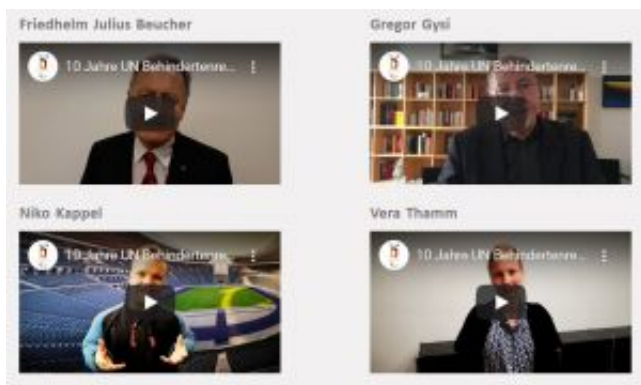 Friedhelm Julius Beucher
Gregor Gysi
10 Jahre UN Behindertenre...
10 Jahre UN Behindertenre...
Niko Kappel
Vera Thamm
10 Jahre UN Behindertenre...
10 Jahre UN Behindertenre...